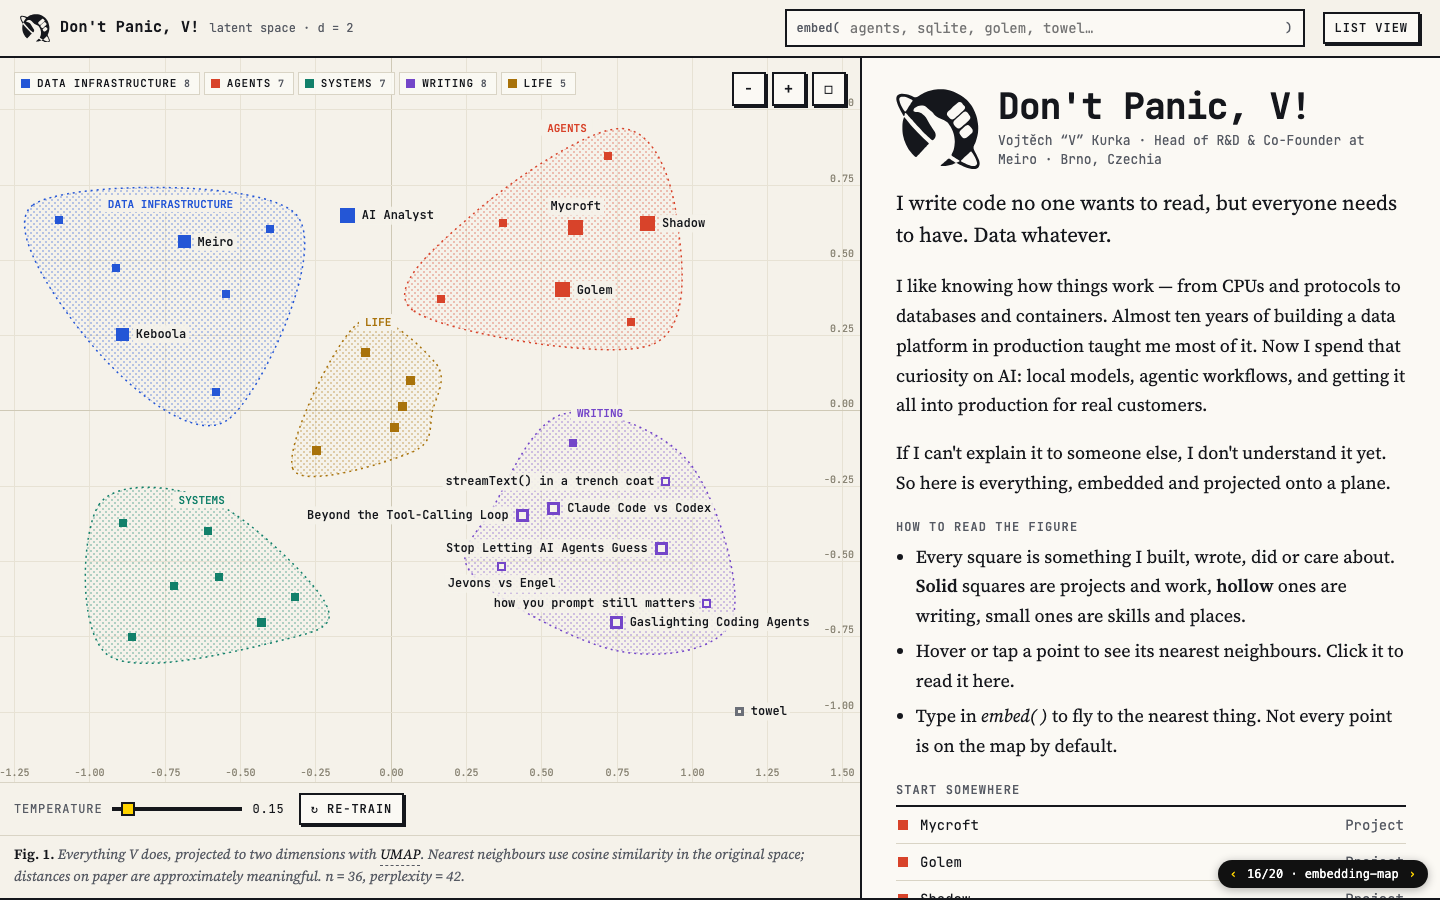 Don't Panic, V! latent space · d = 2
embed( agents, sqlite, golem, towel… )
LIST VIEW
DATA INFRASTRUCTURE 8
AGENTS 7
SYSTEMS 7
WRITING 8
LIFE 5
-
+
□
AGENTS
0.75
DATA INFRASTRUCTURE
Mycroft
AI Analyst
Shadow
Meiro
0.50
Golem
Keboola
LIFE
0.25
0.00
WRITING
streamText() in a trench coat
-0.25
SYSTEMS
Beyond the Tool-Calling Loop
Claude Code vs Codex
Stop Letting AI Agents Guess
-0.50
Jevons vs Engel
how you prompt still matters
Gaslighting Coding Agents
-0.75
towel
-1.00
-1.25 -1.00 -0.75 -0.50 -0.25 0.00 0.25 0.50 0.75 1.00 1.25 1.50
TEMPERATURE 0.15
↻ RE-TRAIN
Fig. 1. Everything V does, projected to two dimensions with UMAP. Nearest neighbours use cosine similarity in the original space;
distances on paper are approximately meaningful. n = 36, perplexity = 42.
Don't Panic, V!
Vojtěch “V” Kurka · Head of R&D & Co-Founder at
Meiro · Brno, Czechia
I write code no one wants to read, but everyone needs
to have. Data whatever.
I like knowing how things work — from CPUs and protocols to
databases and containers. Almost ten years of building a data
platform in production taught me most of it. Now I spend that
curiosity on AI: local models, agentic workflows, and getting it
all into production for real customers.
If I can't explain it to someone else, I don't understand it yet.
So here is everything, embedded and projected onto a plane.
HOW TO READ THE FIGURE
• Every square is something I built, wrote, did or care about.
Solid squares are projects and work, hollow ones are
writing, small ones are skills and places.
• Hover or tap a point to see its nearest neighbours. Click it to
read it here.
• Type in embed( ) to fly to the nearest thing. Not every point
is on the map by default.
START SOMEWHERE
Mycroft Project
Golem
‹ 16/20 · embedding-map ›